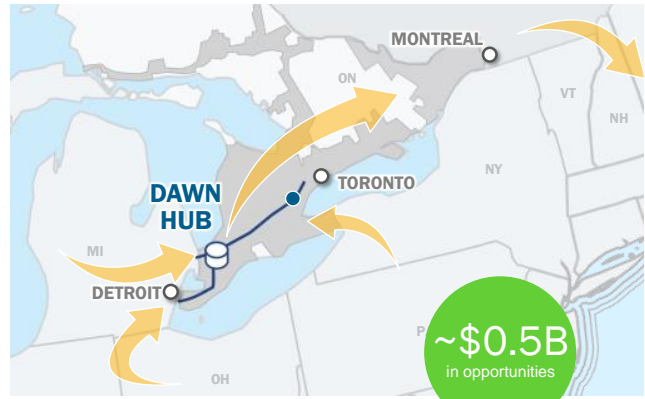 MONTREAL
ON
VT
NH
NY
TORONTO
DAWN
HUB
MI
DETROIT
P
~$0.5B
in opportunities
OH